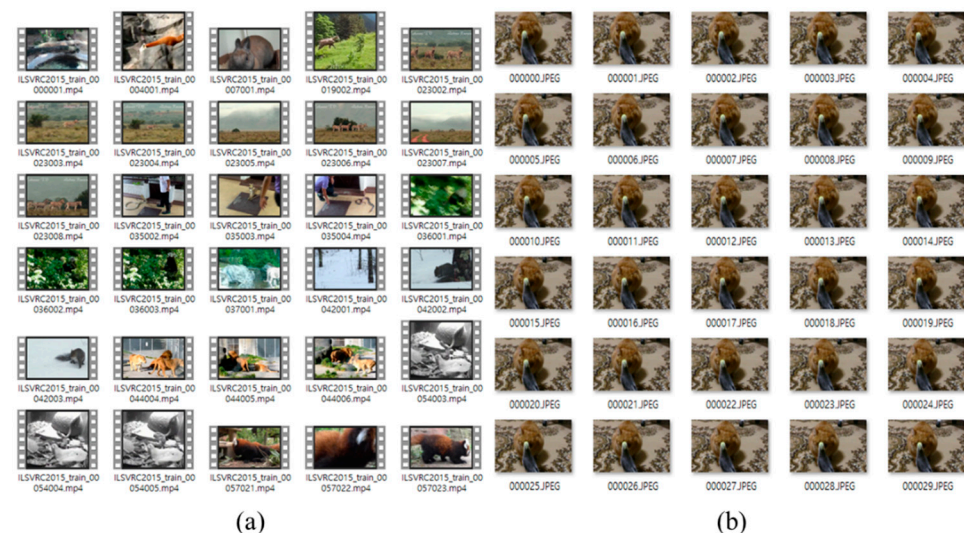 ILSVRC2015_train_00 ILSVRC2015_train_00 ILSVRC2015_train_00 ILSVRC2015_train_00 ILSVRC2015_train_00
000001.mp4 004001.mp4 007001.mp4 019002.mp4 023002.mp4
ILSVRC2015_train_00 ILSVRC2015_train_00 ILSVRC2015_train_00 ILSVRC2015_train_00 ILSVRC2015_train_00
023003.mp4 023004.mp4 023005.mp4 023006.mp4 023007.mp4
ILSVRC2015_train_00 ILSVRC2015_train_00 ILSVRC2015_train_00 ILSVRC2015_train_00 ILSVRC2015_train_00
023008.mp4 035002.mp4 035003.mp4 035004.mp4 036001.mp4
ILSVRC2015_train_00 ILSVRC2015_train_00 ILSVRC2015_train_00 ILSVRC2015_train_00 ILSVRC2015_train_00
036002.mp4 036003.mp4 037001.mp4 042001.mp4 042002.mp4
ILSVRC2015_train_00 ILSVRC2015_train_00 ILSVRC2015_train_00 ILSVRC2015_train_00 ILSVRC2015_train_00
042003.mp4 044004.mp4 044005.mp4 044006.mp4 054003.mp4
ILSVRC2015_train_00 ILSVRC2015_train_00 ILSVRC2015_train_00 ILSVRC2015_train_00 ILSVRC2015_train_00
054004.mp4 054005.mp4 057021.mp4 057022.mp4 057023.mp4
(a)
000000.JPEG 000001.JPEG 000002.JPEG 000003.JPEG 000004.JPEG
000005.JPEG 000006.JPEG 000007.JPEG 000008.JPEG 000009.JPEG
000010.JPEG 000011.JPEG 000012.JPEG 000013.JPEG 000014.JPEG
000015.JPEG 000016.JPEG 000017.JPEG 000018.JPEG 000019.JPEG
000020.JPEG 000021.JPEG 000022.JPEG 000023.JPEG 000024.JPEG
000025.JPEG 000026.JPEG 000027.JPEG 000028.JPEG 000029.JPEG
(b)